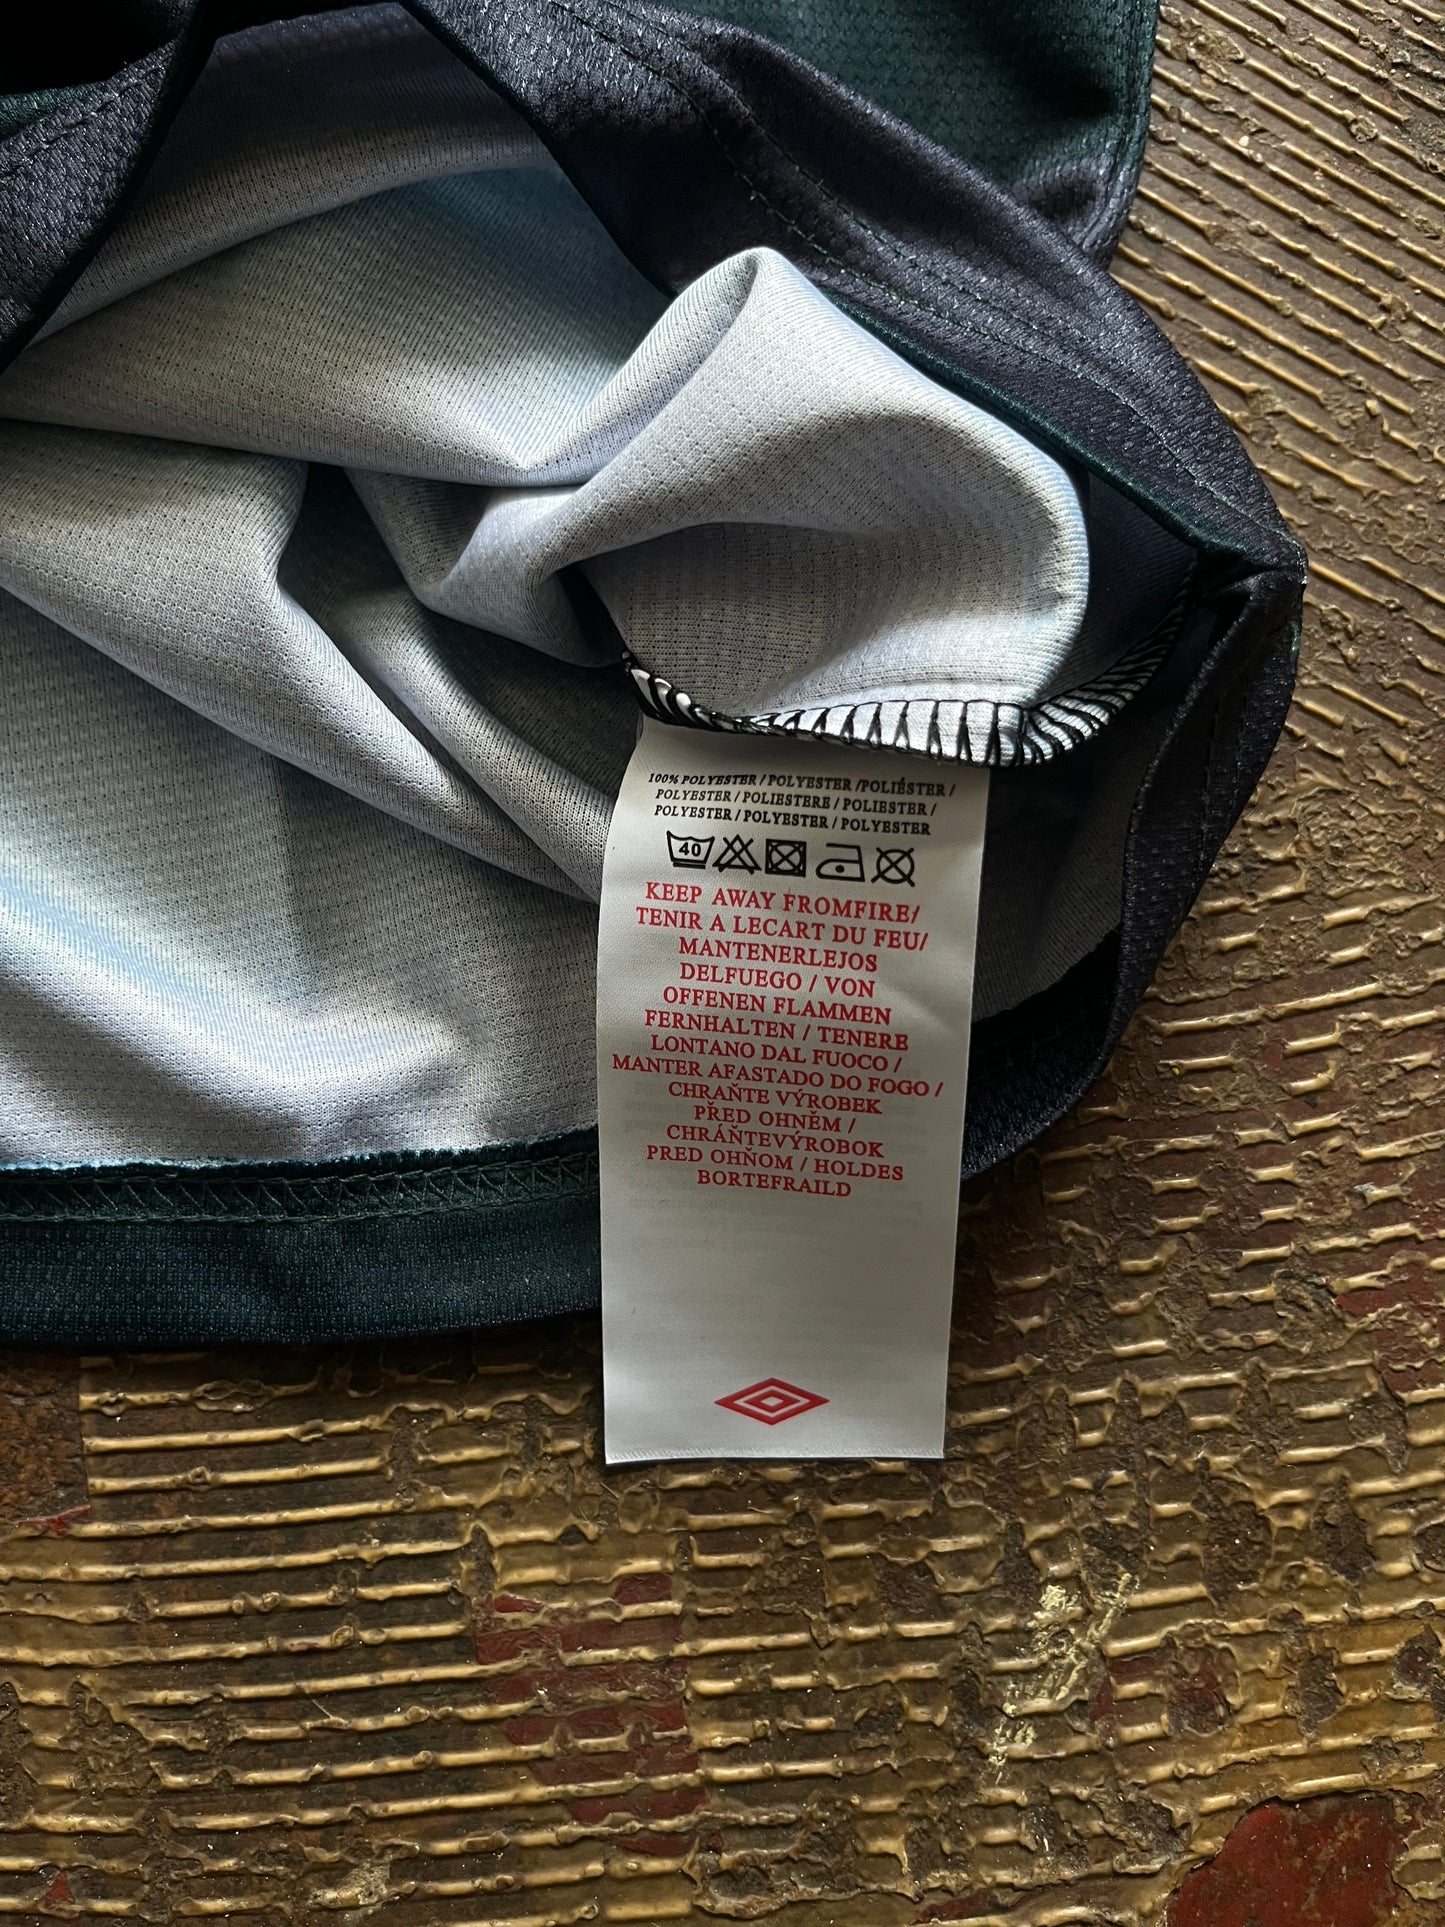 100% POLYESTER / POLYESTER /POLIÉSTER /
POLYESTER / POLIESTERE / POLIESTER /
POLYESTER / POLYESTER / POLYESTER
40
KEEP AWAY FROMFIRE/
TENIR A LECART DU FEU/
MANTENERLEJOS
DELFUEGO / VON
OFFENEN FLAMMEN
FERNHALTEN / TENERE
LONTANO DAL FUOCO /
MANTER AFASTADO DO FOGO /
CHRAŇTE VÝROBEK
PŘED OHNĚM /
CHRÁŇTEVÝROBOK
PRED OHŇOM / HOLDES
BORTEFRAILD